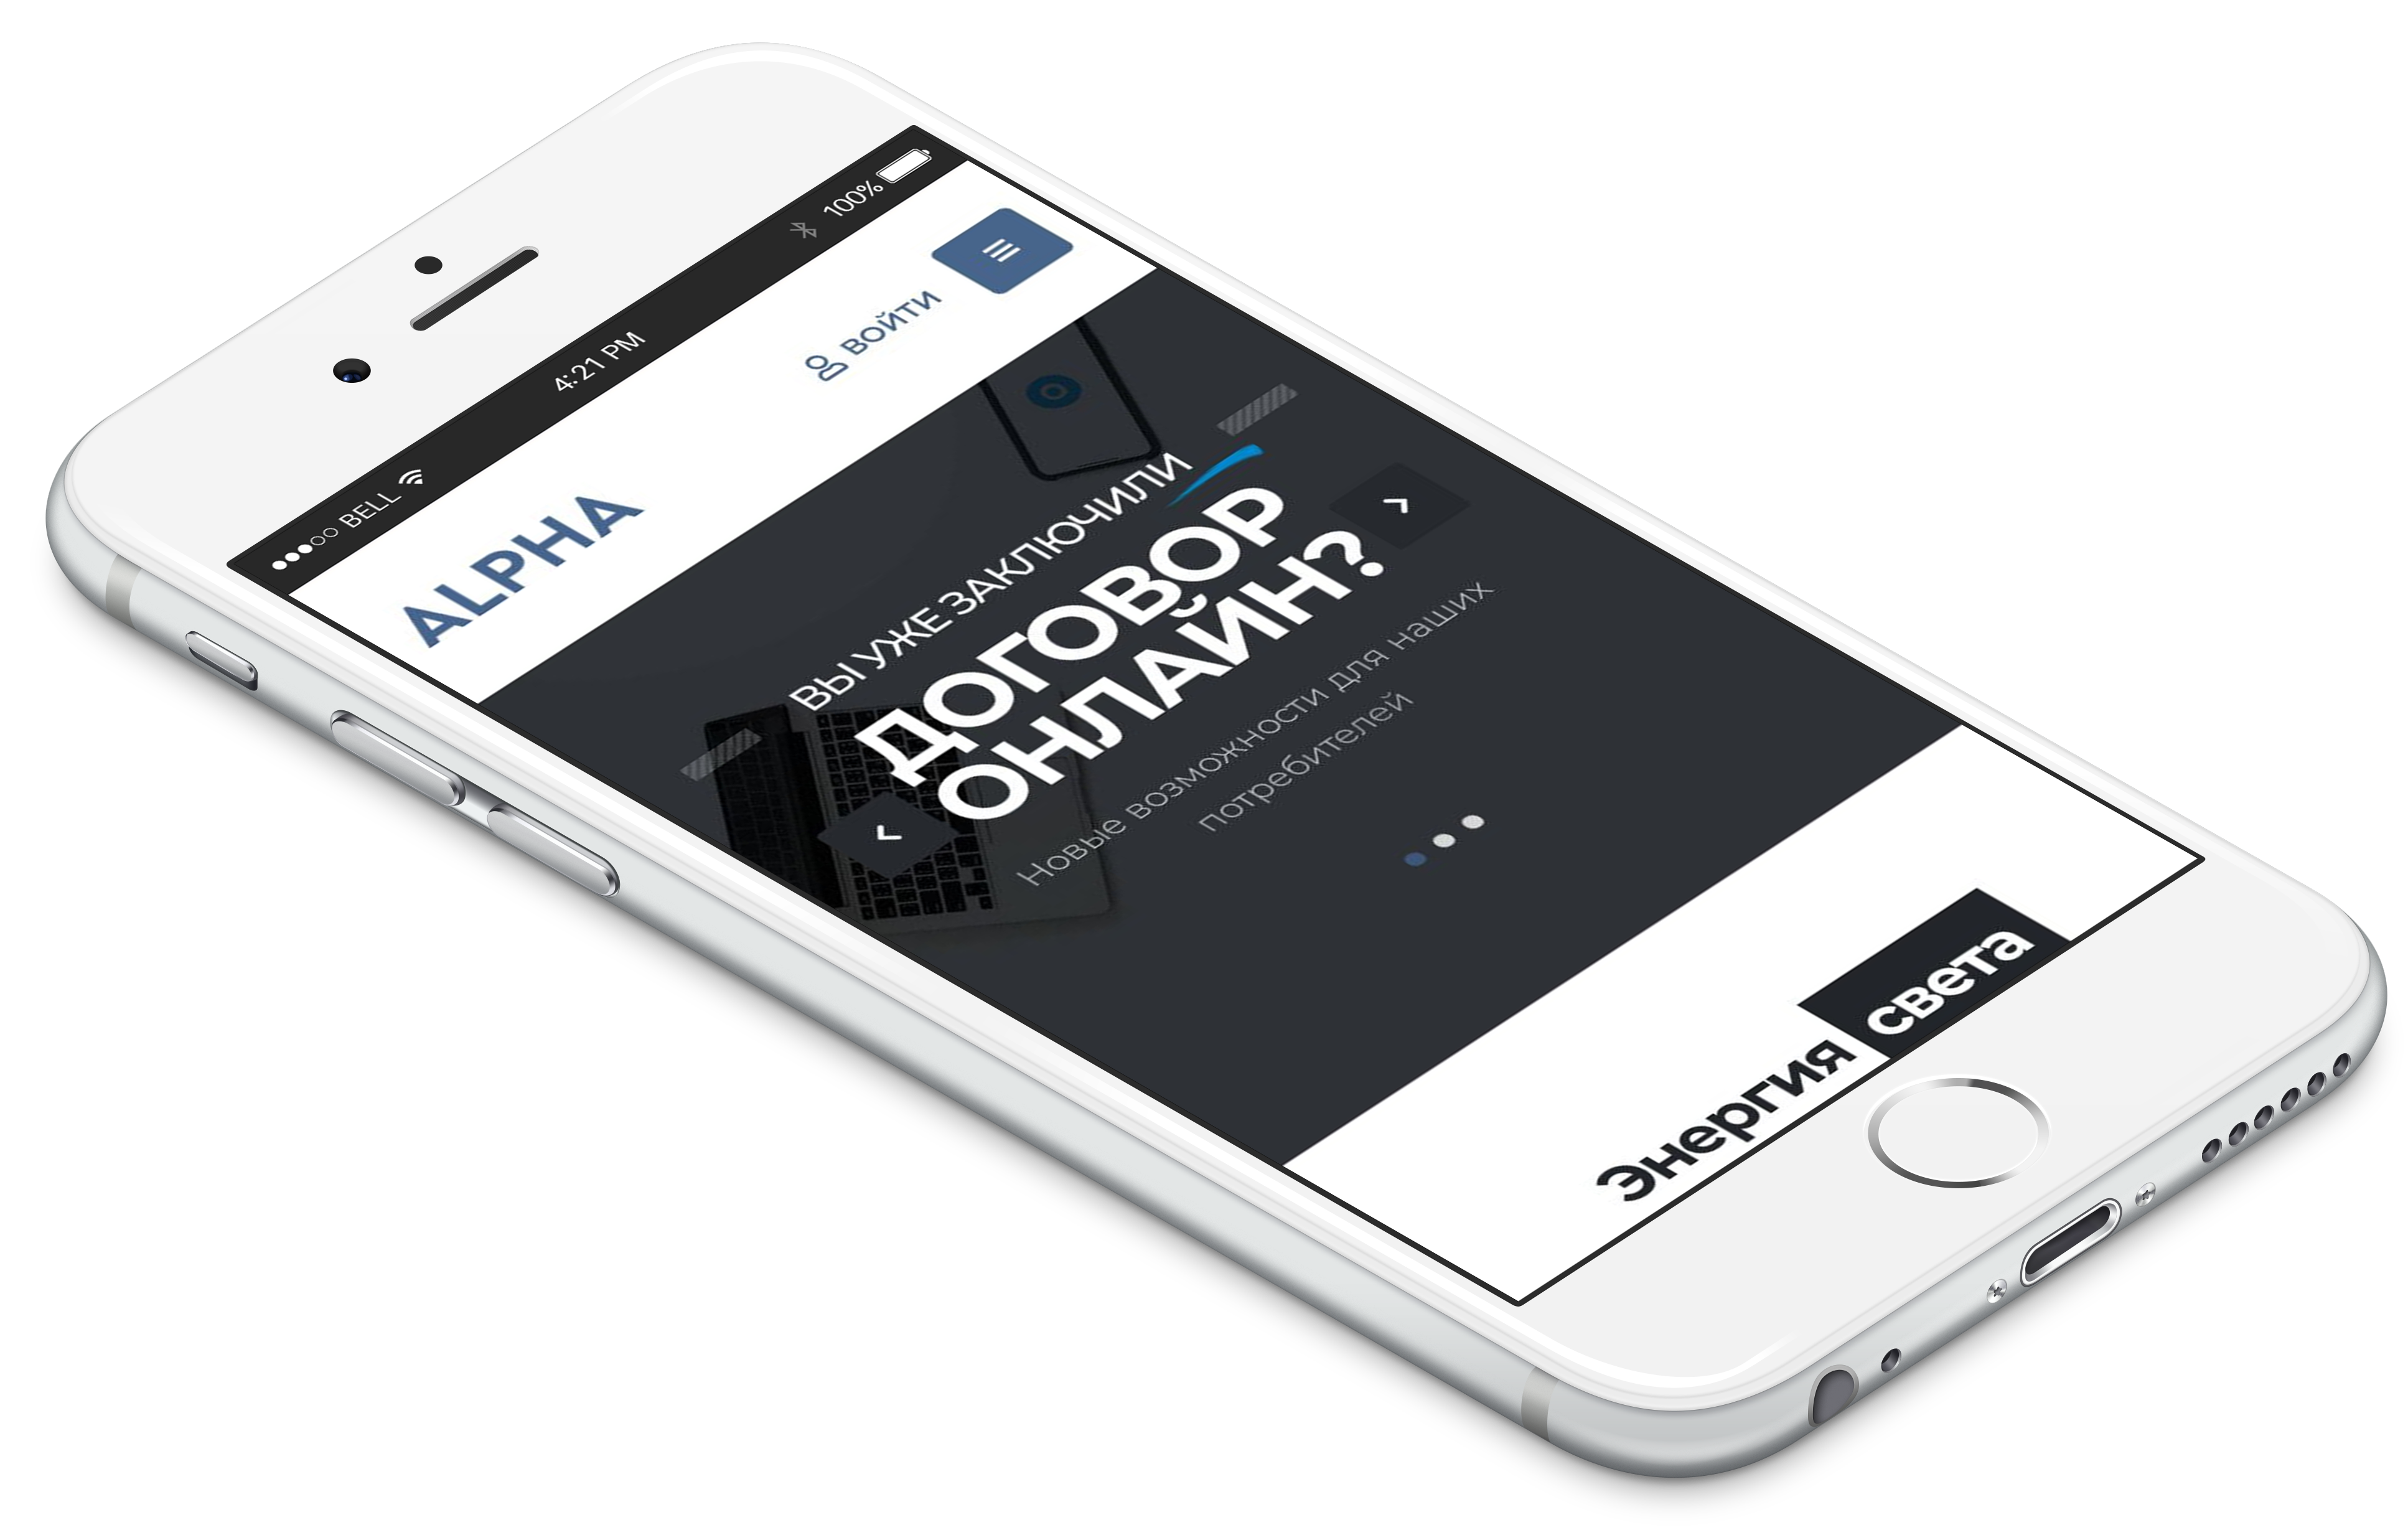 BELL 4:21 PM 100%
ALPHA ВОЙТИ
ВЫ УЖЕ ЗАКЛЮЧИЛИ
ДОГОВОР
ОНЛАЙН?
Новые возможности для наших
потребителей
Энергия света